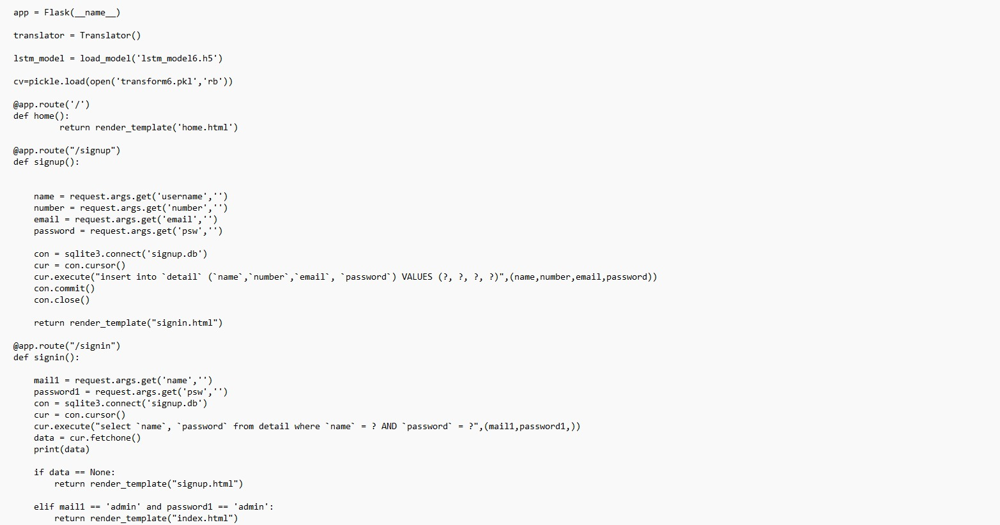 app = Flask(__name__)
translator = Translator()
lstm_model = load_model('lstm_model6.h5')
cv=pickle.load(open('transform6.pkl','rb'))
@app.route('/')
def home():
         return render_template('home.html')
@app.route("/signup")
def signup():
    name = request.args.get('username','')
    number = request.args.get('number','')
    email = request.args.get('email','')
    password = request.args.get('psw','')
    con = sqlite3.connect('signup.db')
    cur = con.cursor()
    cur.execute("insert into `detail` (`name`,`number`,`email`, `password`) VALUES (?, ?, ?, ?)",(name,number,email,password))
    con.commit()
    con.close()
    return render_template("signin.html")
@app.route("/signin")
def signin():
    mail1 = request.args.get('name','')
    password1 = request.args.get('psw','')
    con = sqlite3.connect('signup.db')
    cur = con.cursor()
    cur.execute("select `name`, `password` from detail where `name` = ? AND `password` = ?",(mail1,password1,))
    data = cur.fetchone()
    print(data)
    if data == None:
        return render_template("signup.html")
    elif mail1 == 'admin' and password1 == 'admin':
        return render_template("index.html")